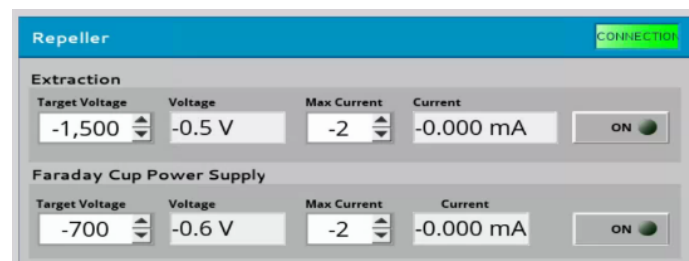 Repeller CONNECTION
Extraction
Target Voltage Voltage Max Current Current
-1,500 -0.5 V -2 -0.000 mA ON
Faraday Cup Power Supply
Target Voltage Voltage Max Current Current
-700 -0.6 V -2 -0.000 mA ON